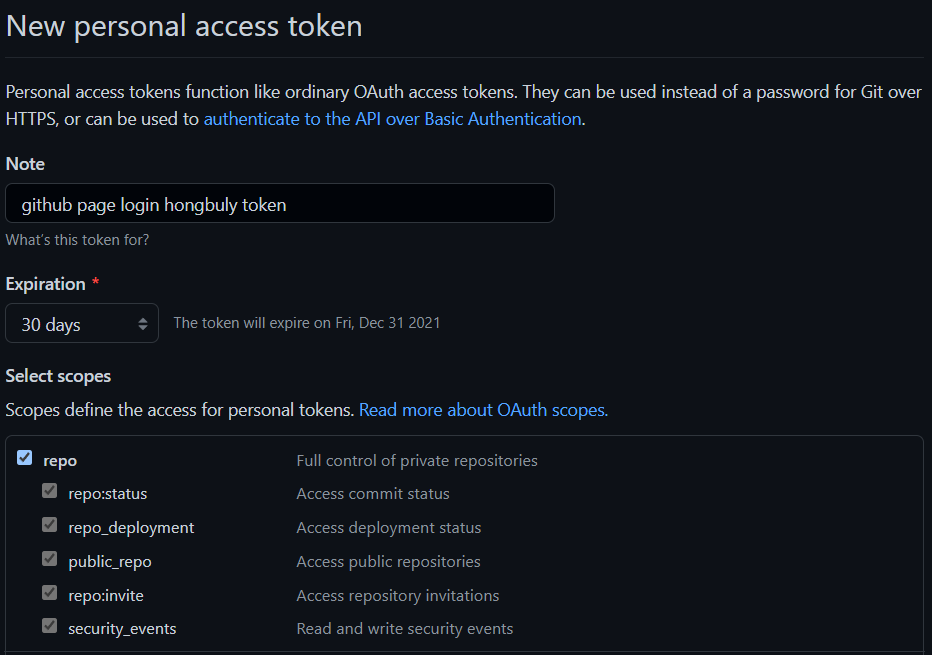 New personal access token
Personal access tokens function like ordinary OAuth access tokens. They can be used instead of a password for Git over
HTTPS, or can be used to authenticate to the API over Basic Authentication.
Note
github page login hongbuly token
What's this token for?
Expiration *
30 days The token will expire on Fri, Dec 31 2021
Select scopes
Scopes define the access for personal tokens. Read more about OAuth scopes.
repo Full control of private repositories
repo:status Access commit status
repo_deployment Access deployment status
public_repo Access public repositories
repo:invite Access repository invitations
security_events Read and write security events